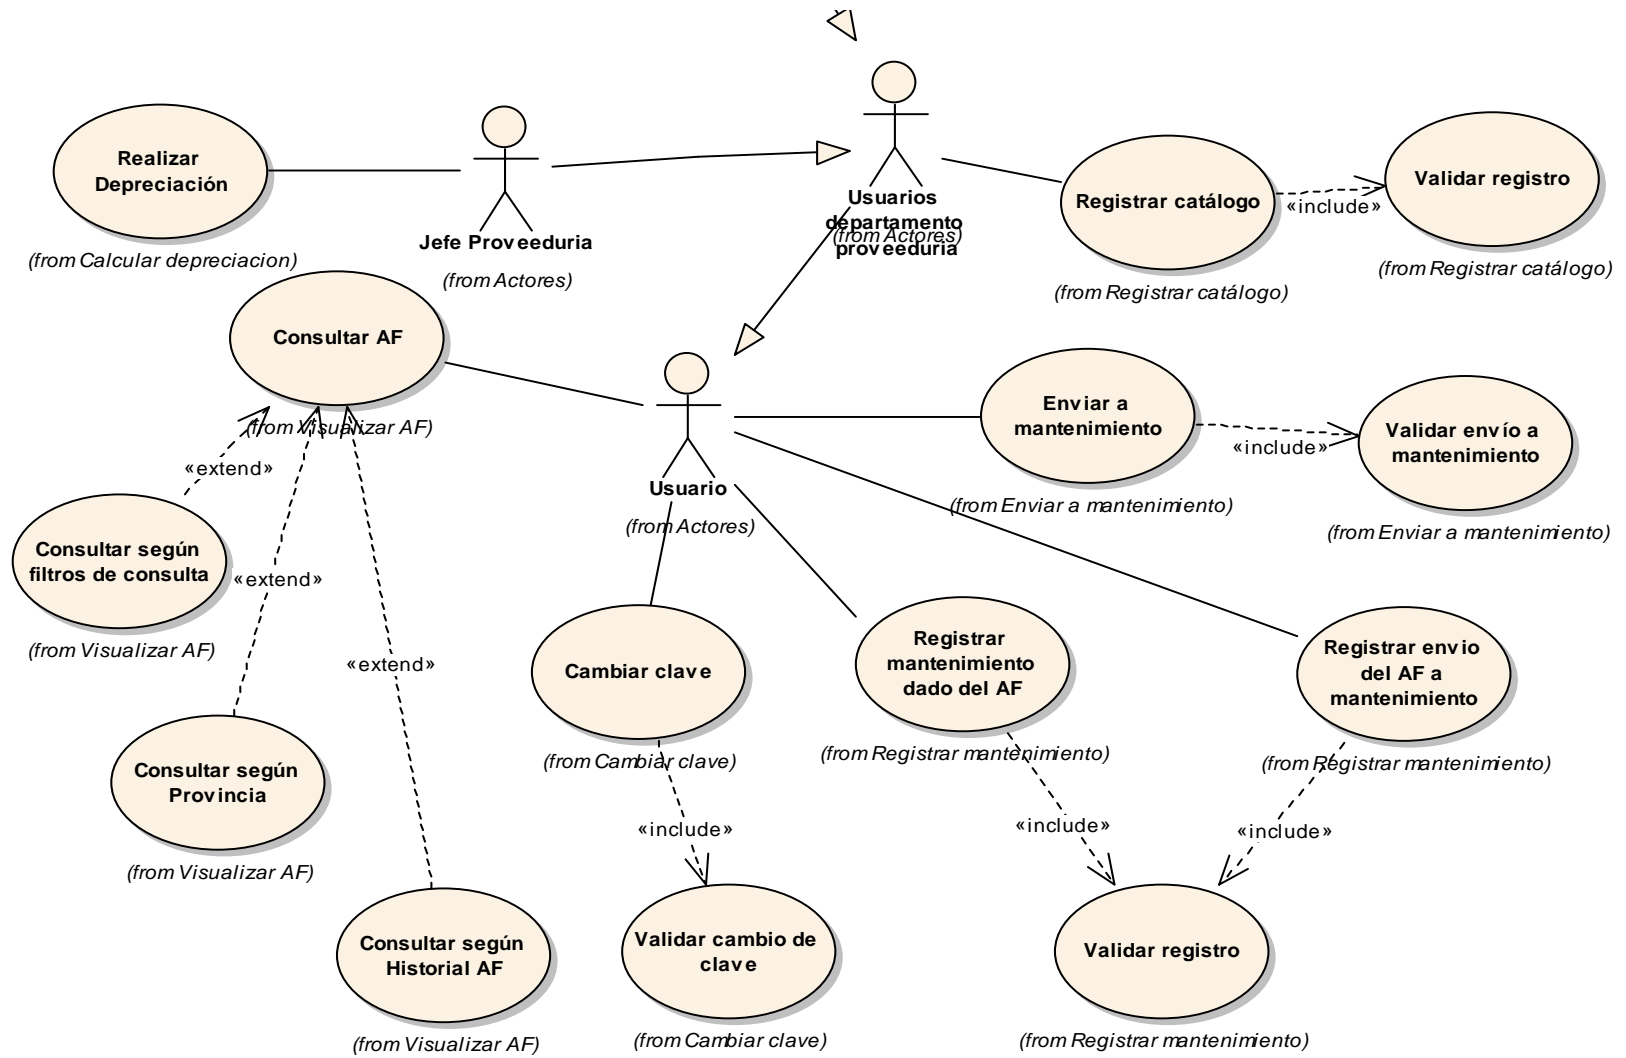 Realizar
Depreciación
(from Calcular depreciacion)
Jefe Proveeduria
(from Actores)
Usuarios
departamento
proveeduria
(from Actores)
Registrar catálogo
(from Registrar catálogo)
«include»
Validar registro
(from Registrar catálogo)
Consultar AF
(from Visualizar AF)
Usuario
(from Actores)
Enviar a
mantenimiento
(from Enviar a mantenimiento)
«include»
Validar envío a
mantenimiento
(from Enviar a mantenimiento)
«extend»
Consultar según
filtros de consulta
(from Visualizar AF)
«extend»
Consultar según
Provincia
(from Visualizar AF)
«extend»
Consultar según
Historial AF
(from Visualizar AF)
Cambiar clave
(from Cambiar clave)
«include»
Validar cambio de
clave
(from Cambiar clave)
Registrar
mantenimiento
dado del AF
(from Registrar mantenimiento)
«include»
Registrar envio
del AF a
mantenimiento
(from Registrar mantenimiento)
«include»
Validar registro
(from Registrar mantenimiento)